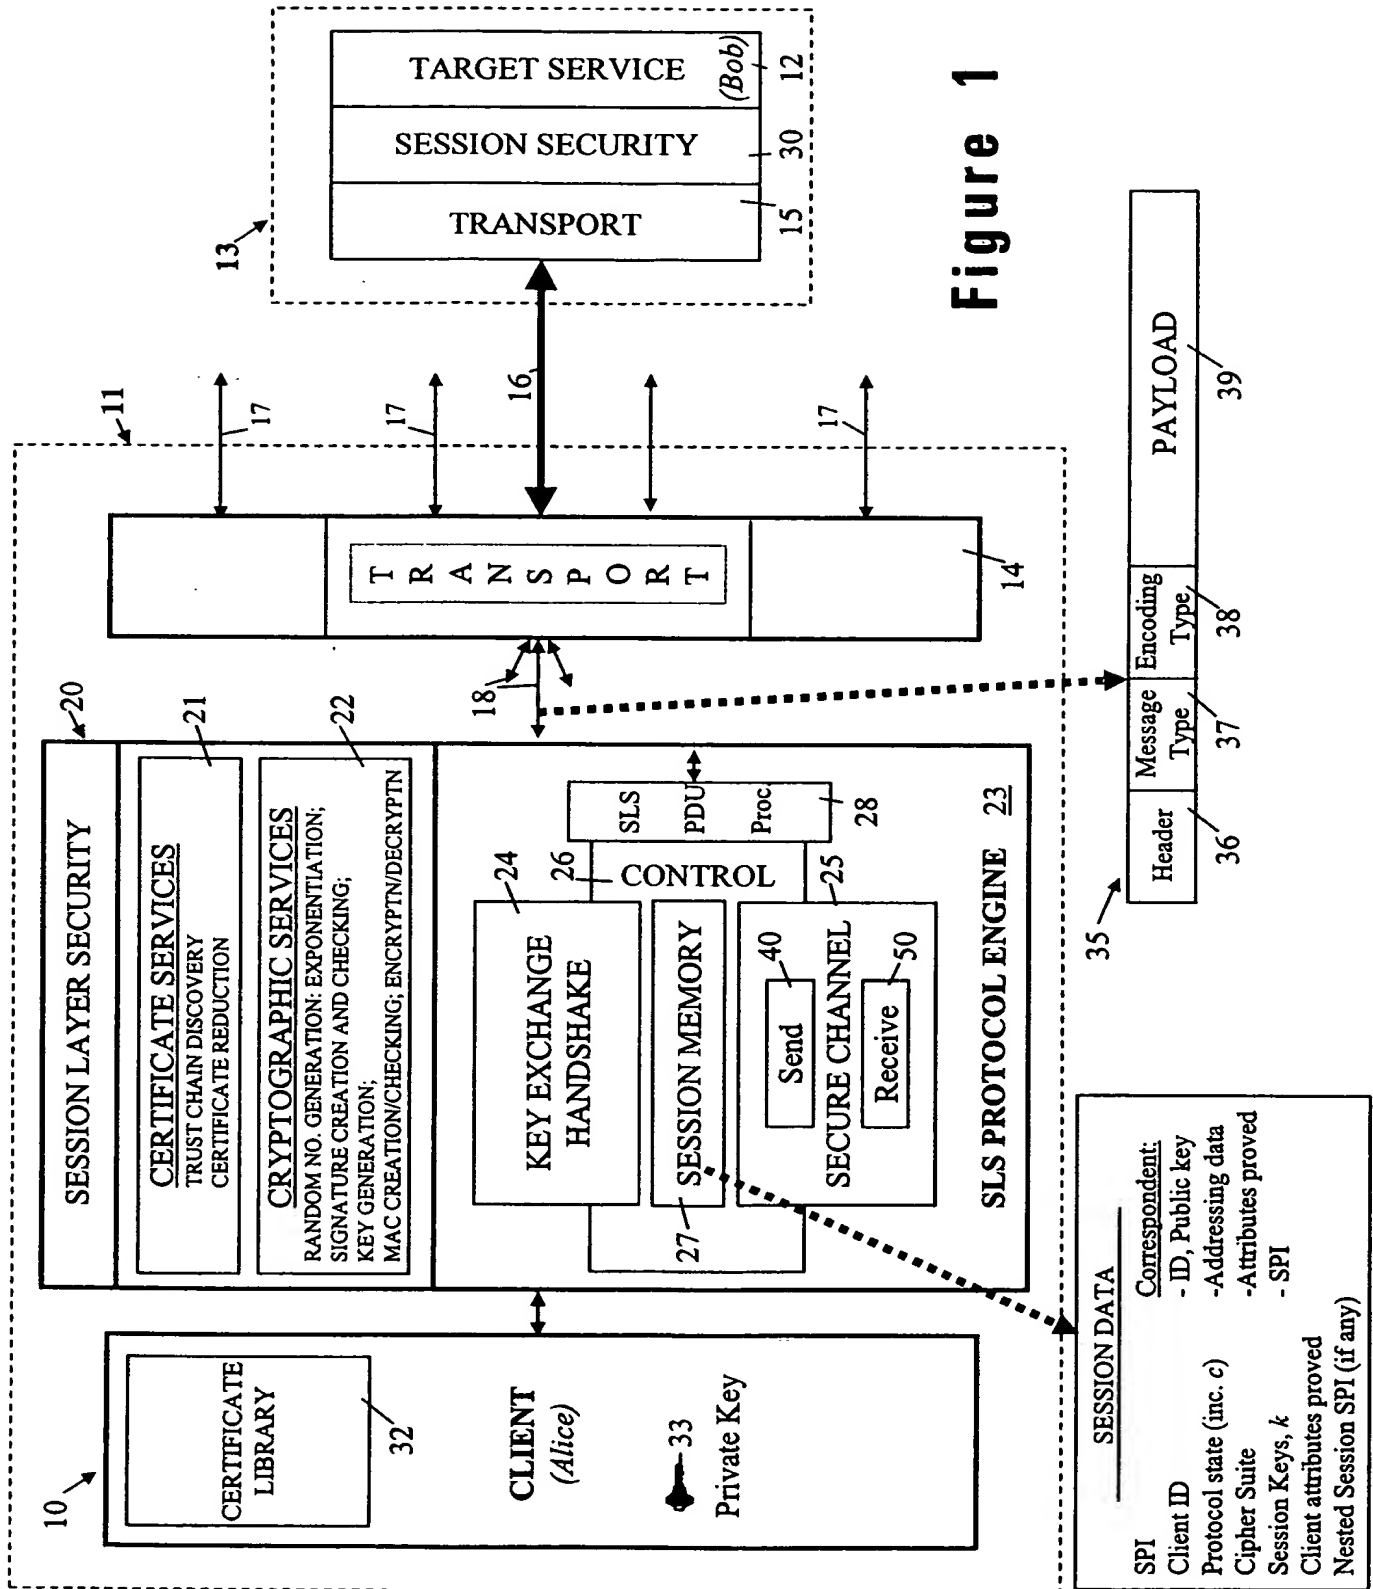 10
CERTIFICATE
LIBRARY
32
CLIENT
(Alice)
33
Private Key
11
20
SESSION LAYER SECURITY
CERTIFICATE SERVICES
TRUST CHAIN DISCOVERY
CERTIFICATE REDUCTION
21
CRYPTOGRAPHIC SERVICES
RANDOM NO. GENERATION: EXPONENTIATION;
SIGNATURE CREATION AND CHECKING;
KEY GENERATION;
MAC CREATION/CHECKING; ENCRYPTN/DECRYPTN
22
KEY EXCHANGE
HANDSHAKE
24
26
CONTROL
SLS
PDU
Proc.
28
27
SESSION MEMORY
25
Send
40
Receive
50
SECURE CHANNEL
SLS PROTOCOL ENGINE
23
18
TRANSPORT
14
17
17
16
17
13
TRANSPORT
15
SESSION SECURITY
30
TARGET SERVICE
(Bob)
12
Figure 1
35
Header
36
Message
Type
37
Encoding
Type
38
PAYLOAD
39
SESSION DATA
SPI
Client ID
Protocol state (inc. c)
Cipher Suite
Session Keys, k
Client attributes proved
Nested Session SPI (if any)
Correspondent:
- ID, Public key
-Addressing data
-Attributes proved
- SPI